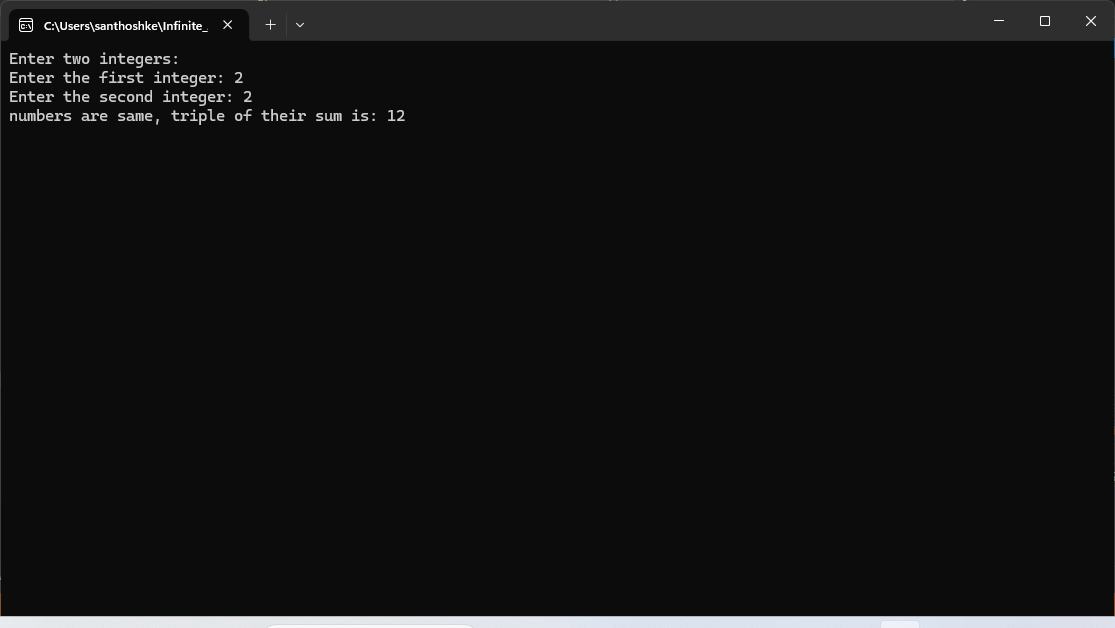 C:\Users\santhoshke\Infinite_
Enter two integers:
Enter the first integer: 2
Enter the second integer: 2
numbers are same, triple of their sum is: 12